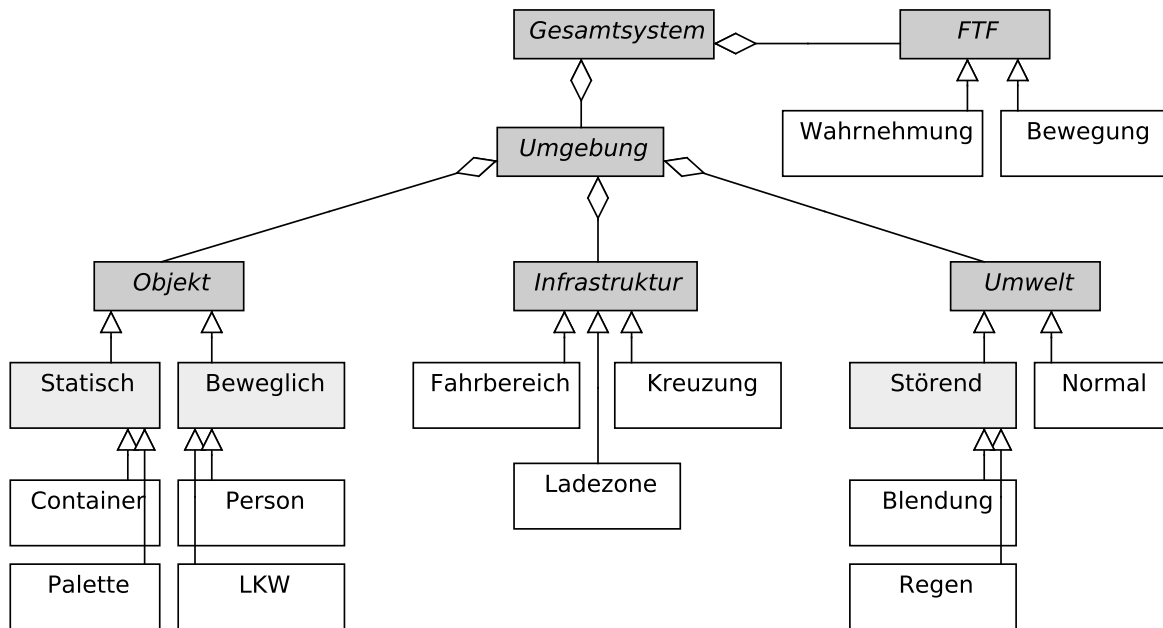 Gesamtsystem
FTF
Wahrnehmung
Bewegung
Umgebung
Objekt
Infrastruktur
Umwelt
Statisch
Beweglich
Fahrbereich
Kreuzung
Störend
Normal
Ladezone
Container
Person
Blendung
Palette
LKW
Regen